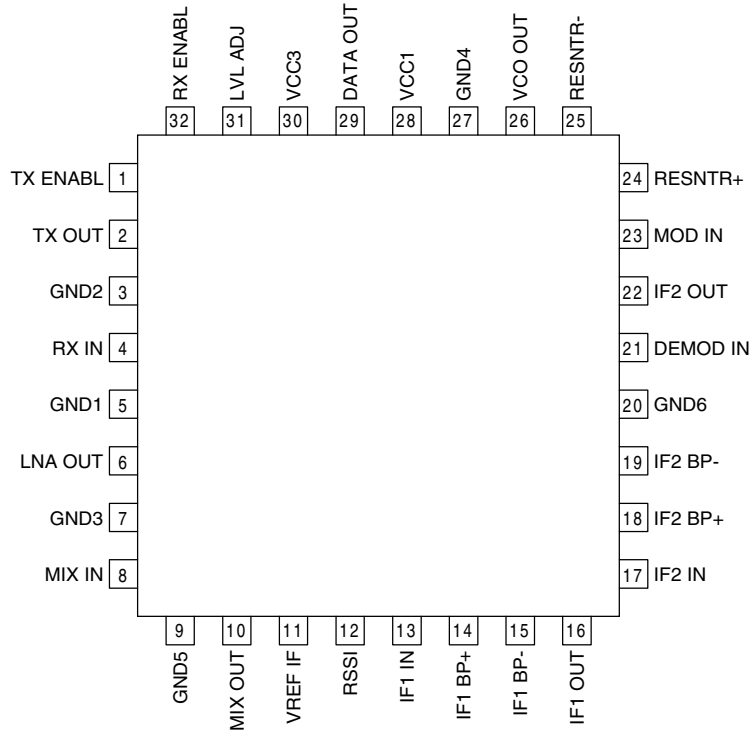 RX ENABL
LVL ADJ
VCC3
DATA OUT
VCC1
GND4
VCO OUT
RESNTR-
32 31 30 29 28 27 26 25
TX ENABL 1
24 RESNTR+
TX OUT 2
23 MOD IN
GND2 3
22 IF2 OUT
RX IN 4
21 DEMOD IN
GND1 5
20 GND6
LNA OUT 6
19 IF2 BP-
GND3 7
18 IF2 BP+
MIX IN 8
17 IF2 IN
9 10 11 12 13 14 15 16
GND5
MIX OUT
VREF IF
RSSI
IF1 IN
IF1 BP+
IF1 BP-
IF1 OUT